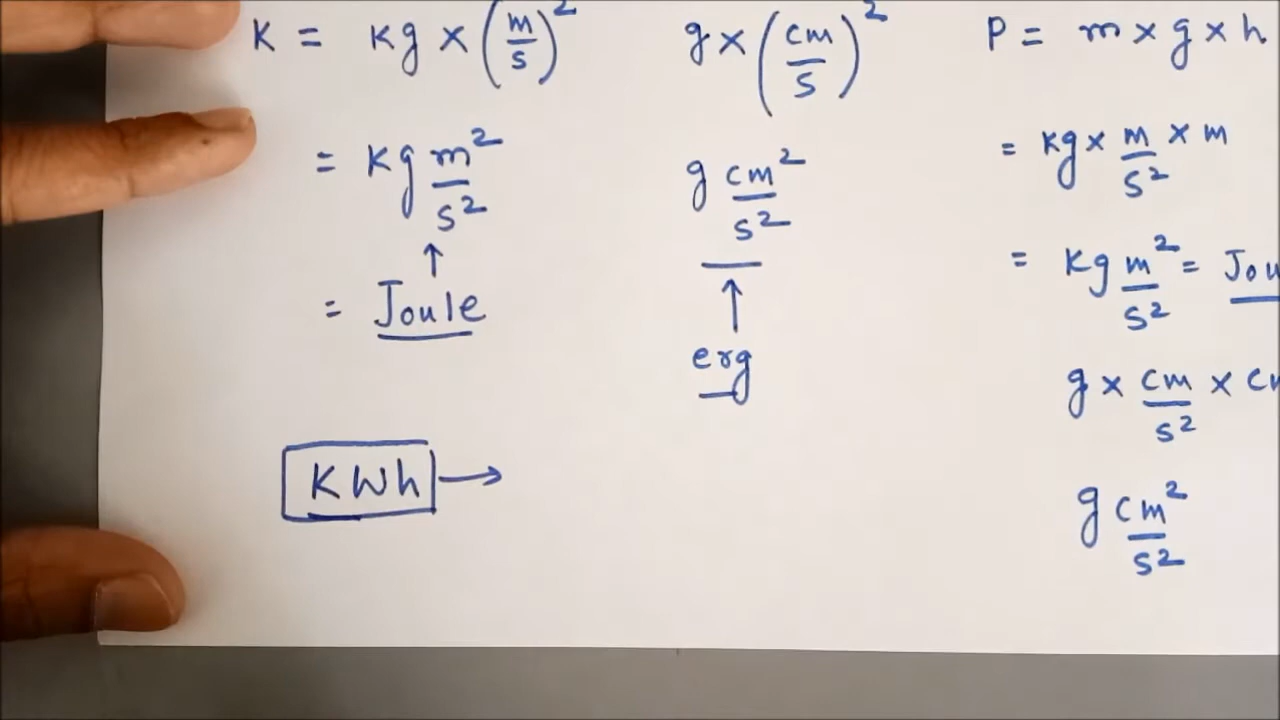 K = kg × (m/s)²
= kg m²/s²
↑
= Joule
g × (cm/s)²
g cm²/s²
↑
erg
KWh →
P = m × g × h
= kg × m/s² × m
= kg m²/s² =
g × cm/s² ×
g cm²/s²